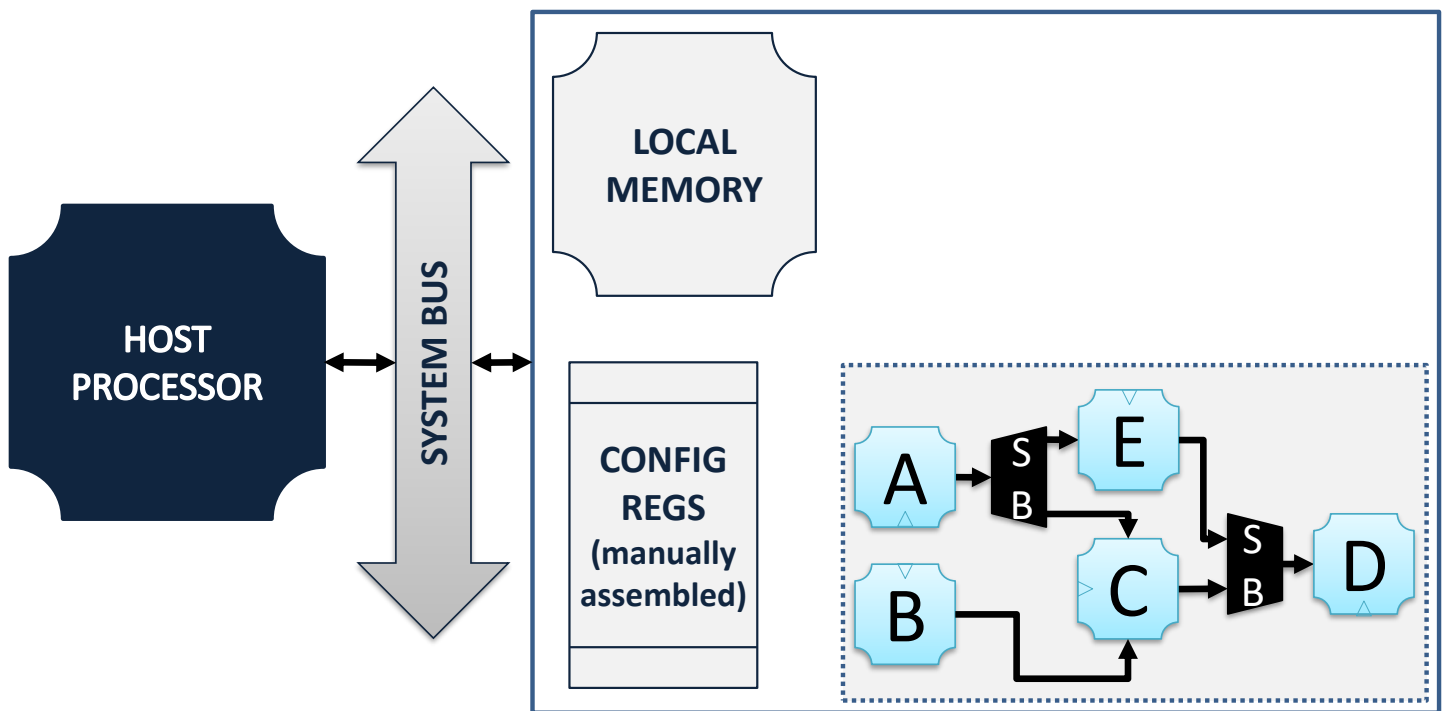 HOST
PROCESSOR
SYSTEM BUS
LOCAL
MEMORY
CONFIG
REGS
(manually
assembled)
A
S
B
E
B
C
S
B
D